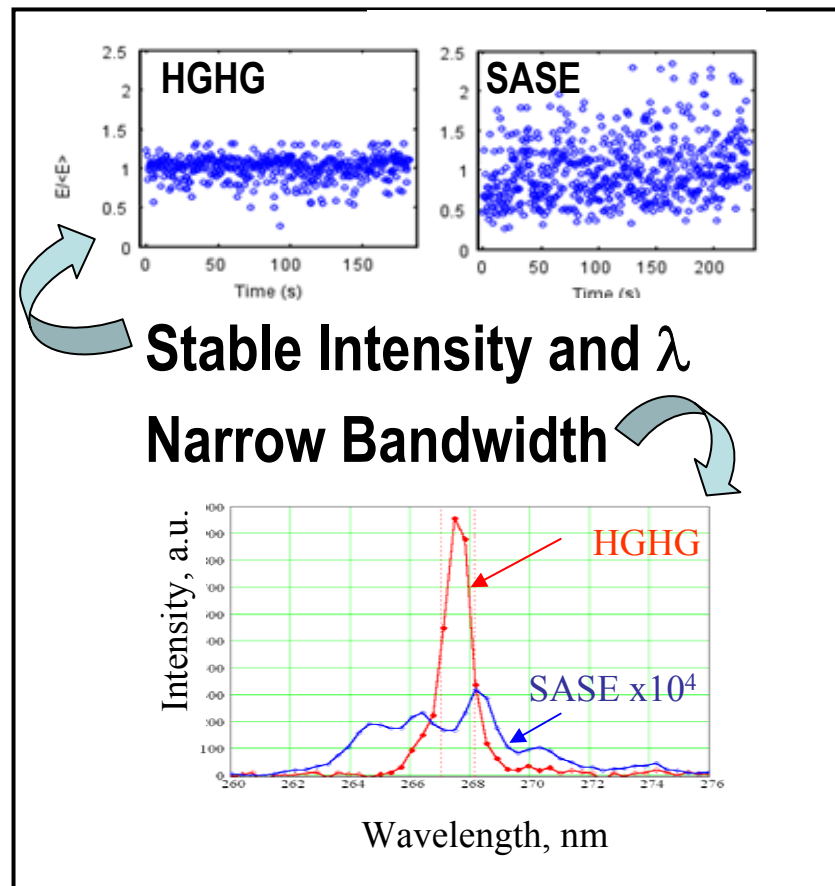 HGHG
SASE
2.5
2
1.5
1
0.5
0
E/<E>
0 50 100 150
Time (s)
2.5
2
1.5
1
0.5
0
0 50 100 150 200
Time (s)
Stable Intensity and λ
Narrow Bandwidth
Intensity, a.u.
100
0
260 262 264 266 268 270 272 274 276
HGHG
SASE x10⁴
Wavelength, nm